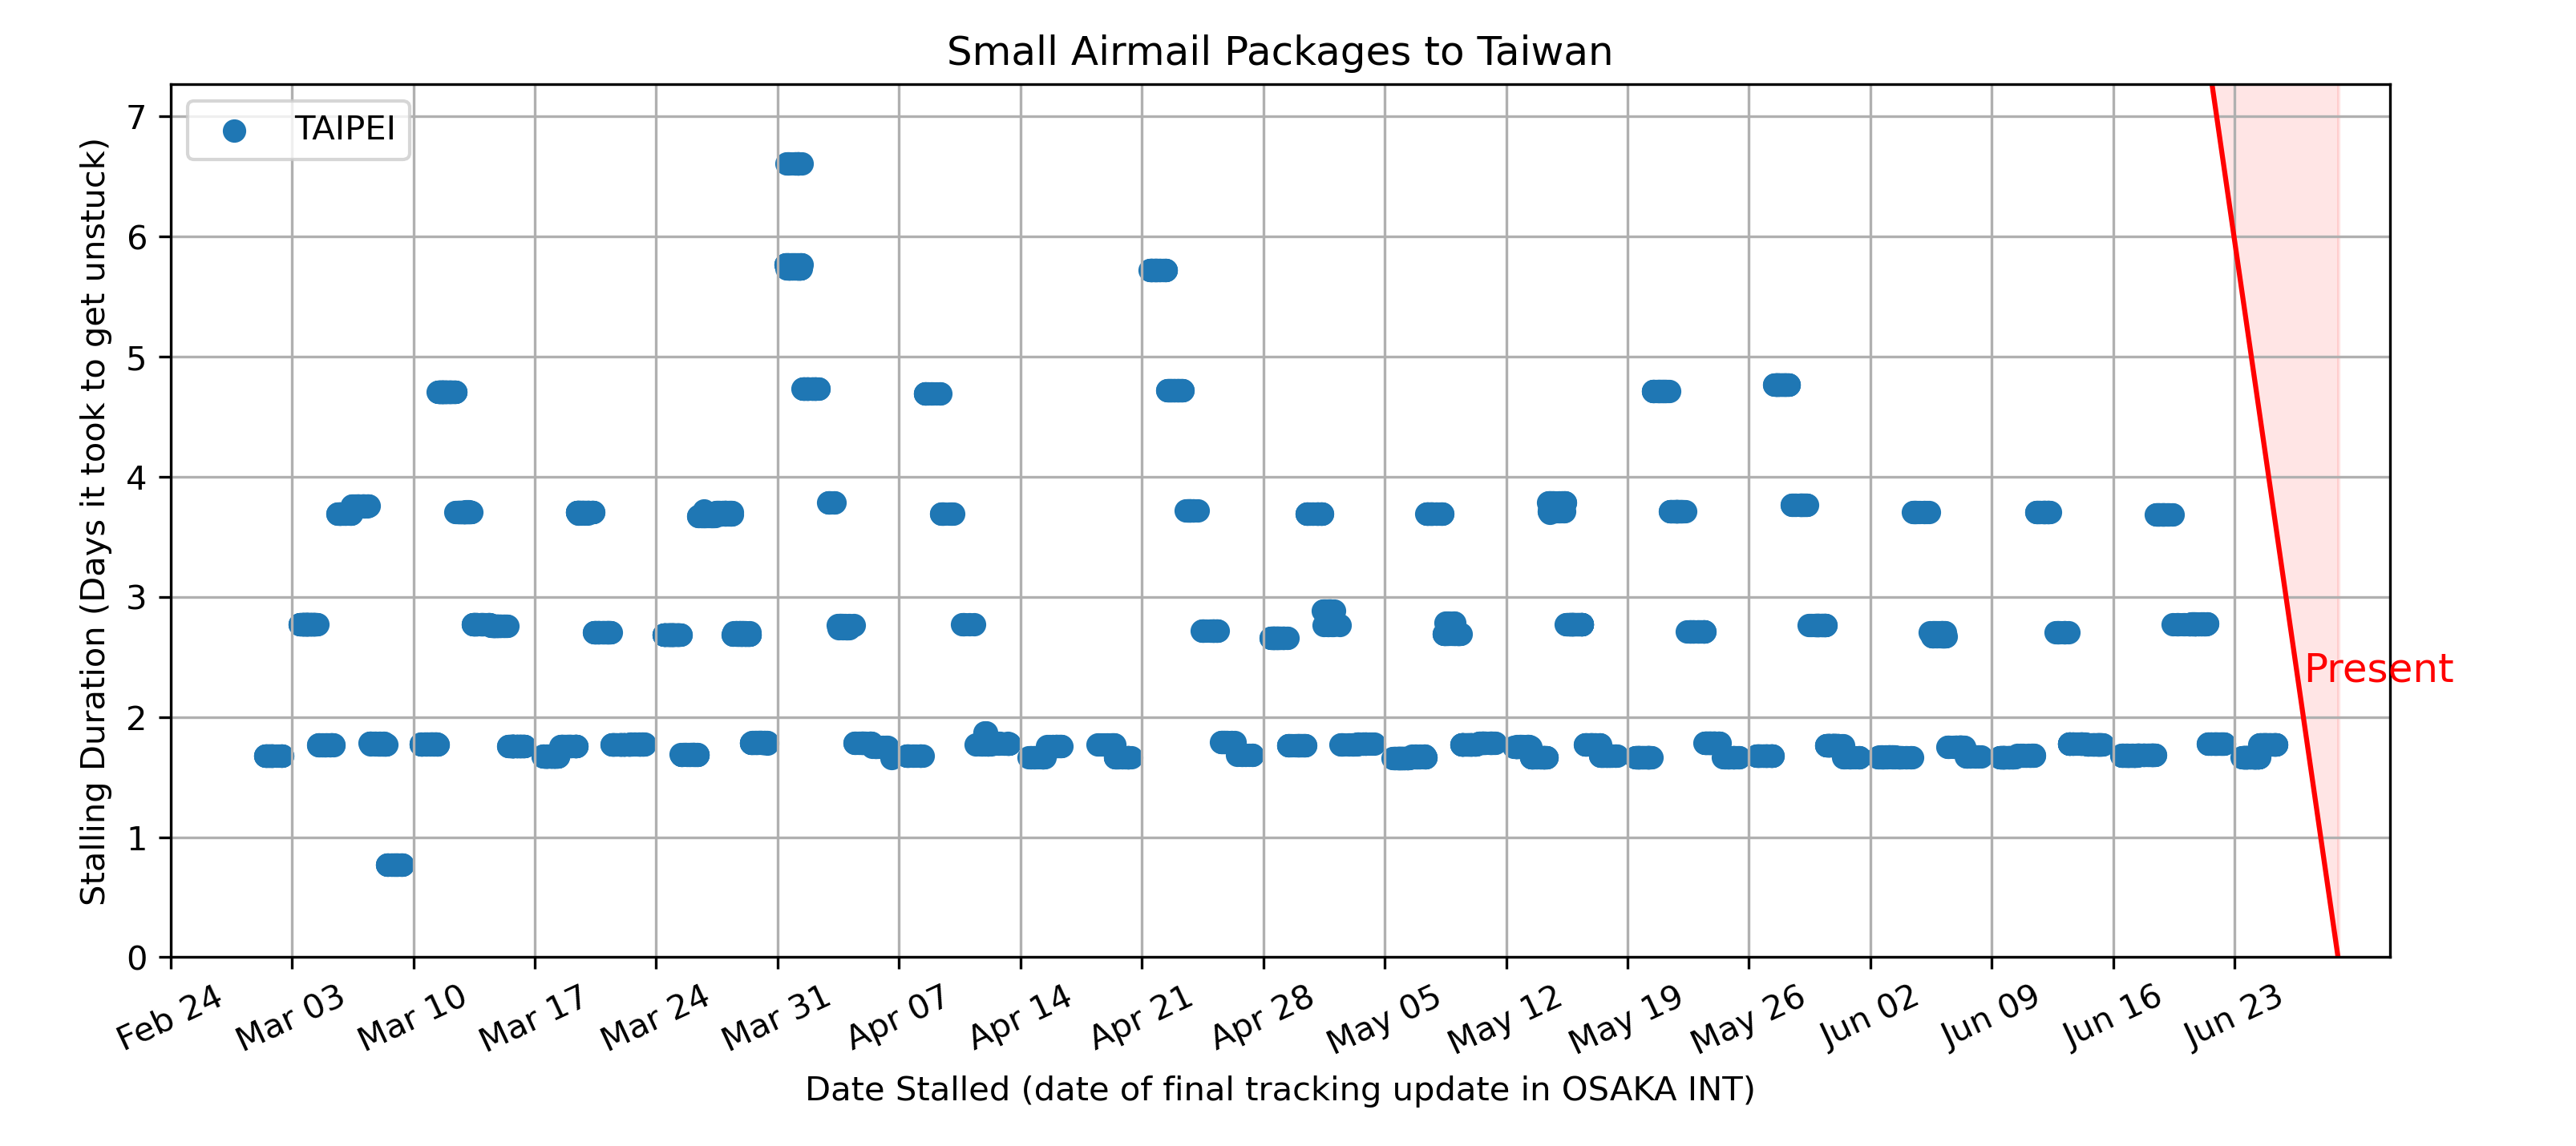 Small Airmail Packages to Taiwan
TAIPEI
Stalling Duration (Days it took to get unstuck)
7
6
5
4
3
2
1
0
Present
Feb 24
Mar 03
Mar 10
Mar 17
Mar 24
Mar 31
Apr 07
Apr 14
Apr 21
Apr 28
May 05
May 12
May 19
May 26
Jun 02
Jun 09
Jun 16
Jun 23
Date Stalled (date of final tracking update in OSAKA INT)